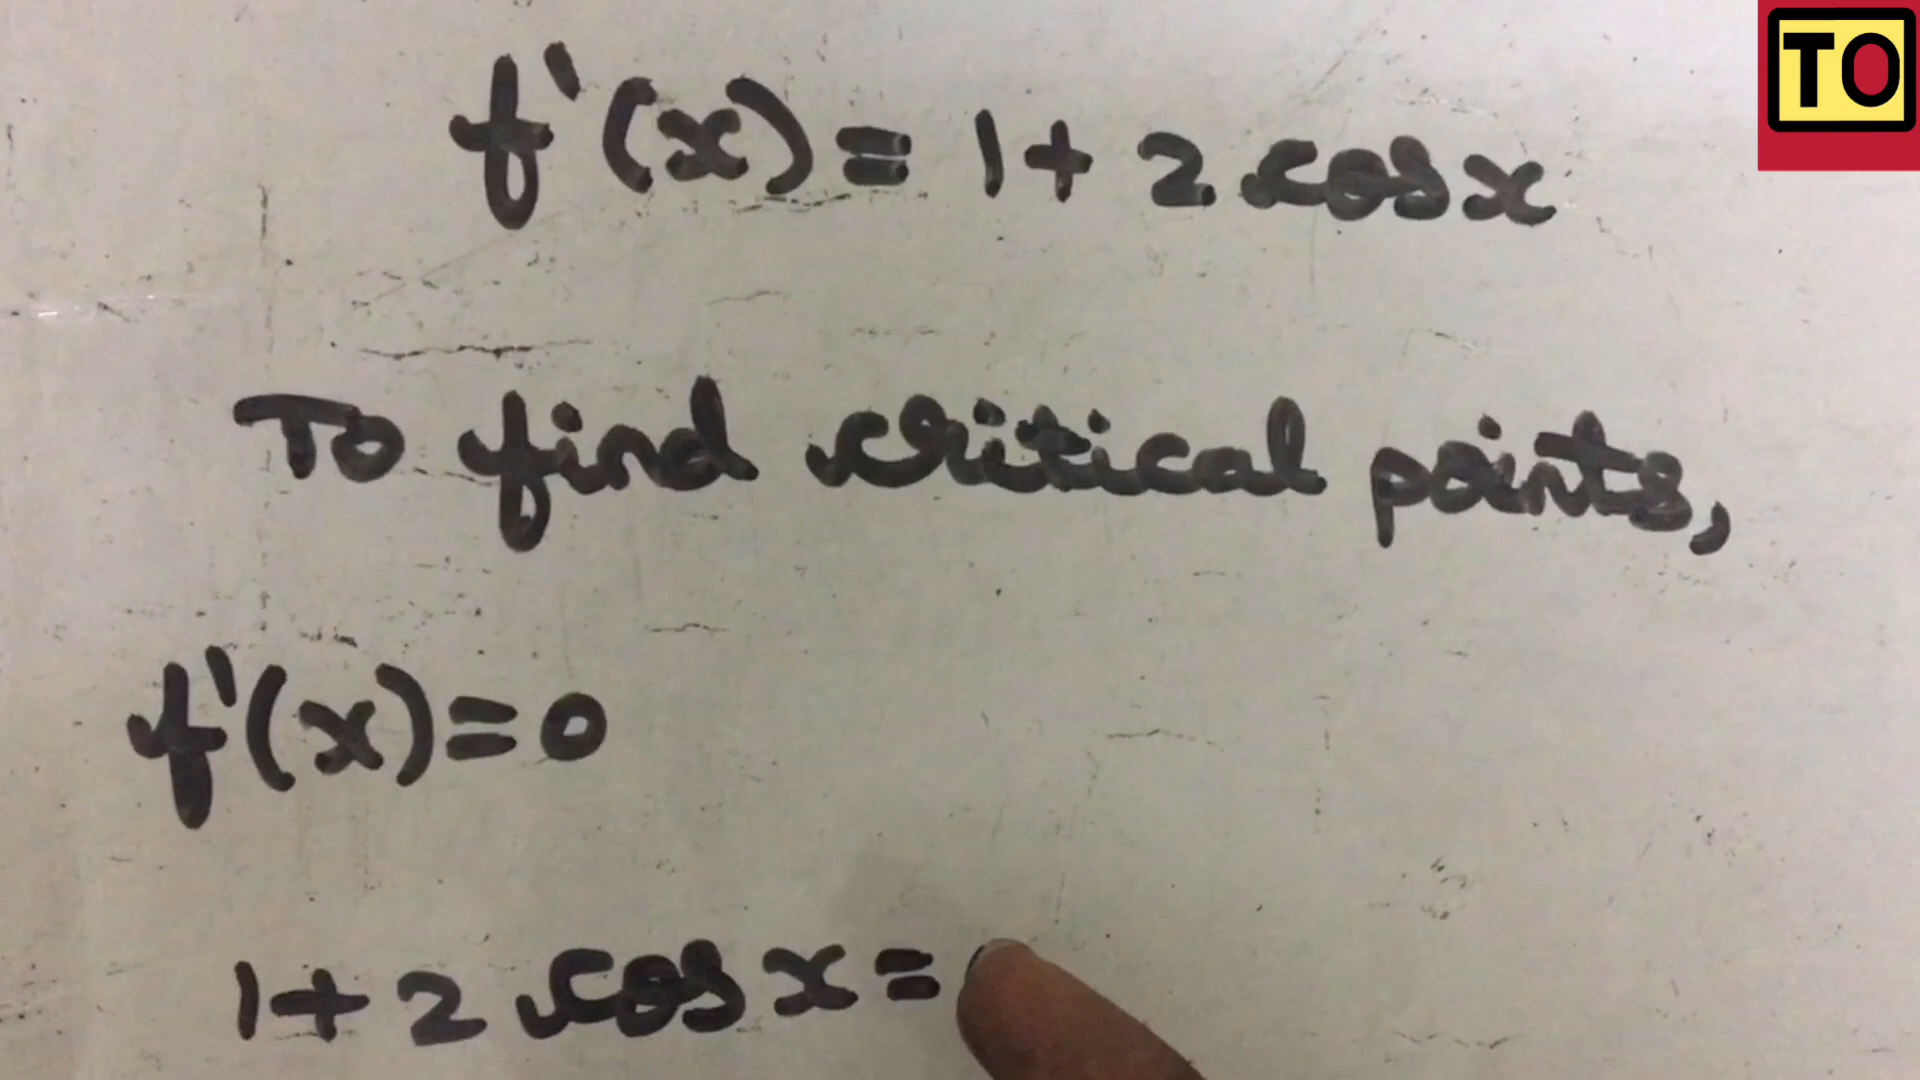 TO
f'(x) = 1 + 2 cos x
To find critical points,
f'(x) = 0
1 + 2 cos x =